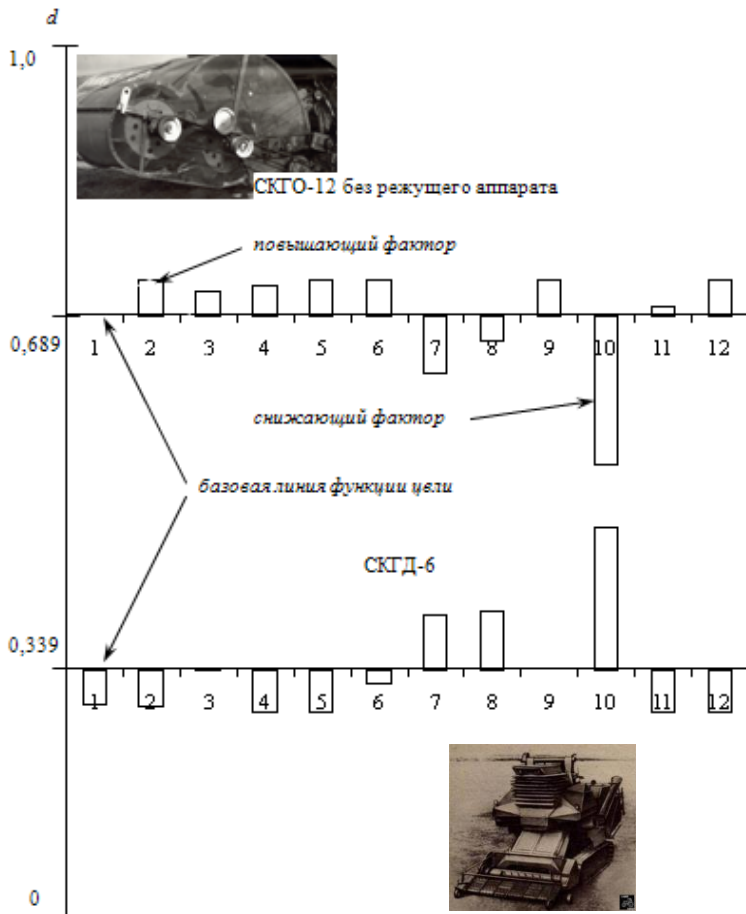 d
1,0
СКГО-12 без режущего аппарата
повышающий фактор
0,689
1 2 3 4 5 6 7 8 9 10 11 12
снижающий фактор
базовая линия функции цели
СКГД-6
0,339
1 2 3 4 5 6 7 8 9 10 11 12
0